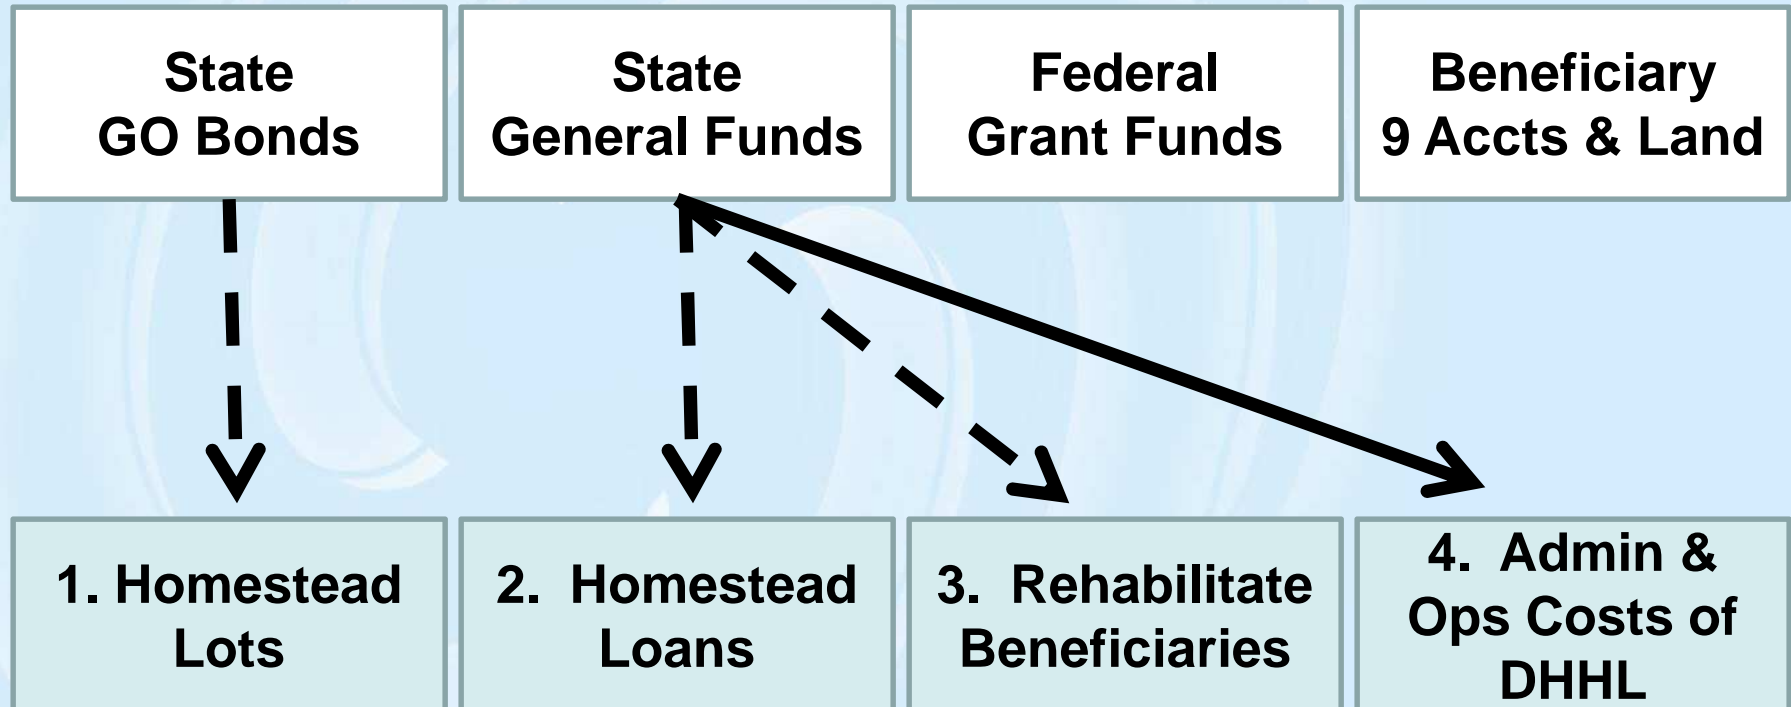 State
GO Bonds
State
General Funds
Federal
Grant Funds
Beneficiary
9 Accts & Land
1. Homestead
Lots
2. Homestead
Loans
3. Rehabilitate
Beneficiaries
4. Admin &
Ops Costs of
DHHL